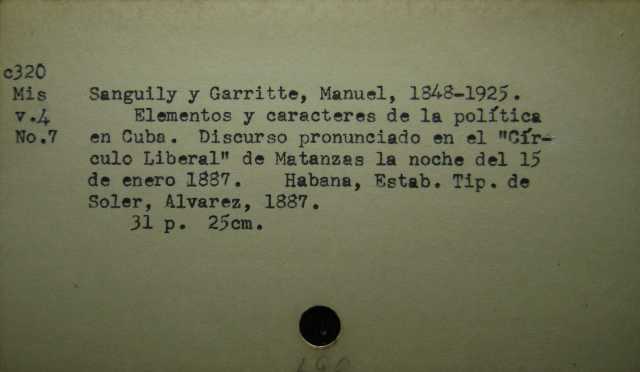 c320
Mis Sanguily y Garritte, Manuel, 1848-1925.
v.4 Elementos y caracteres de la política
No.7 en Cuba. Discurso pronunciado en el "Cír-
culo Liberal" de Matanzas la noche del 15
de enero 1887. Habana, Estab. Tip. de
Soler, Alvarez, 1887.
31 p. 25cm.